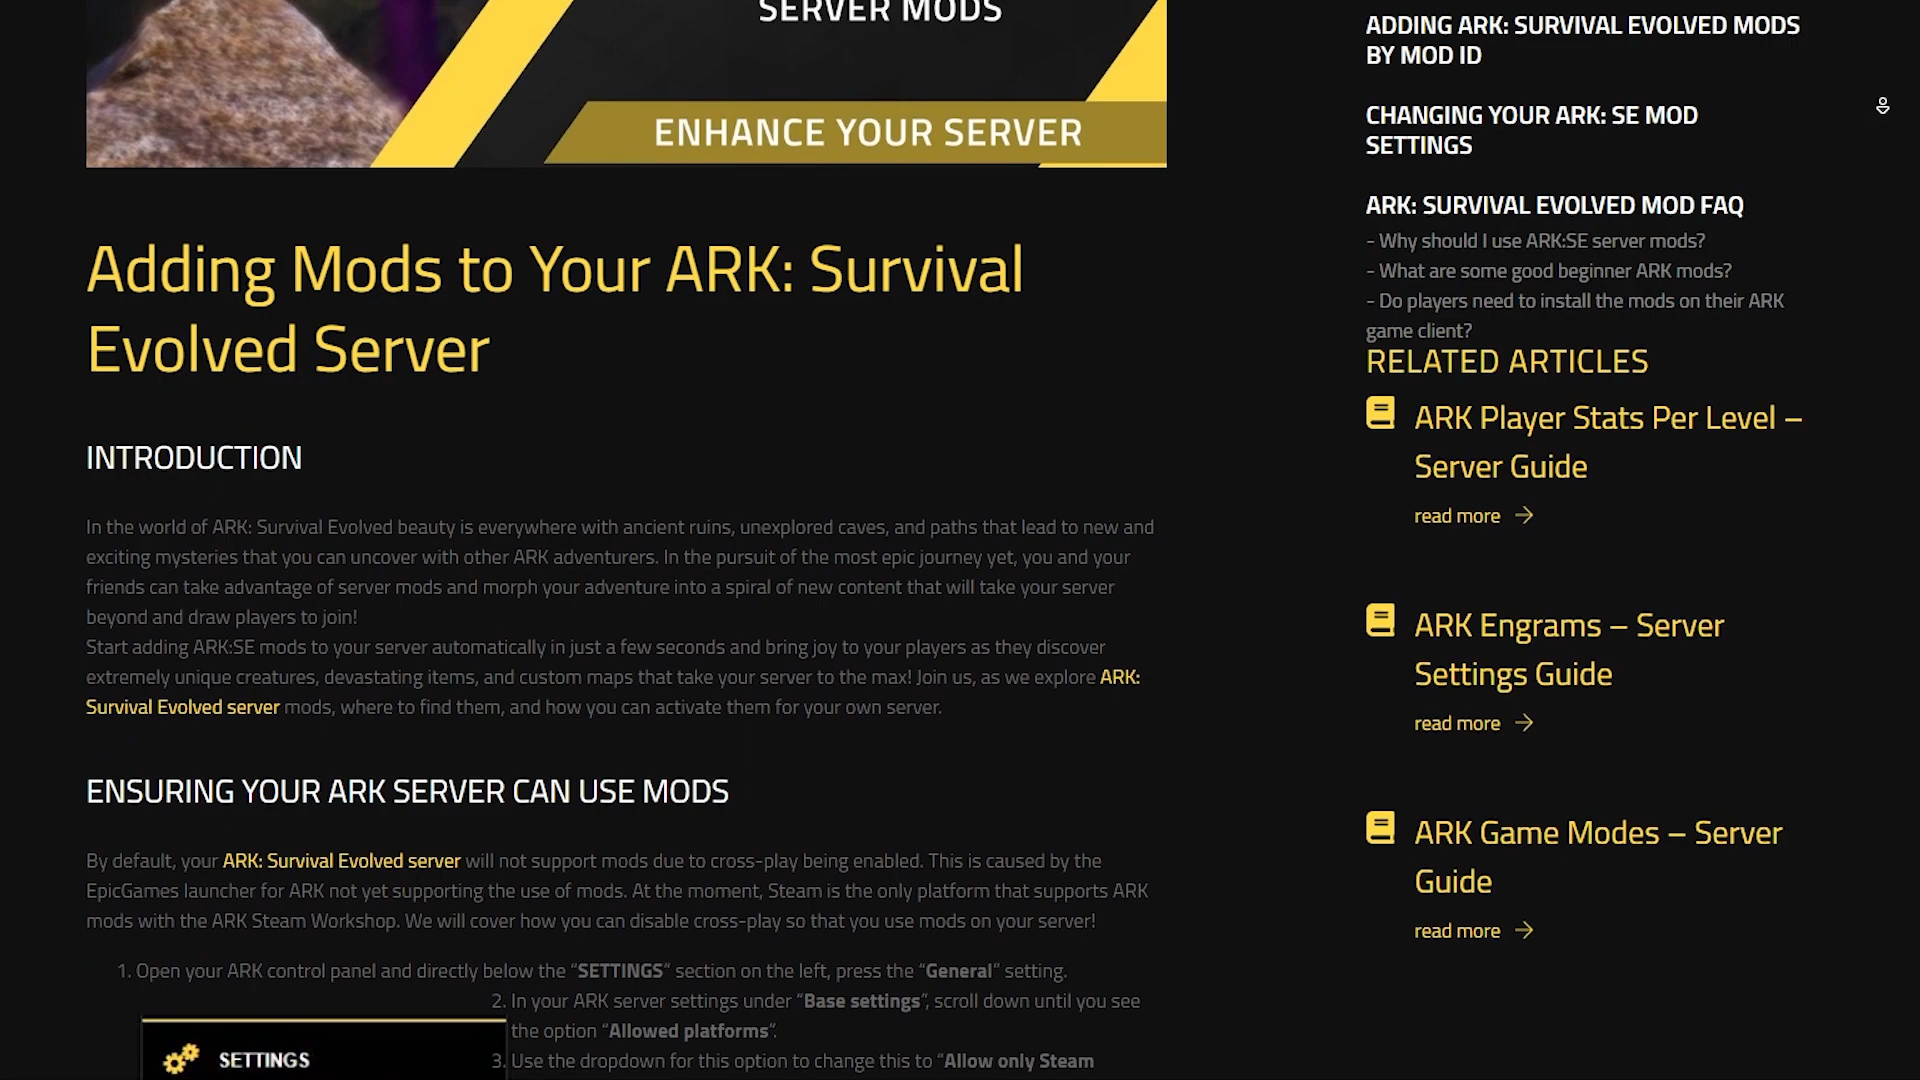 SERVER MODS
ENHANCE YOUR SERVER
Adding Mods to Your ARK: Survival
Evolved Server
INTRODUCTION
In the world of ARK: Survival Evolved beauty is everywhere with ancient ruins, unexplored caves, and paths that lead to new and
exciting mysteries that you can uncover with other ARK adventurers. In the pursuit of the most epic journey yet, you and your
friends can take advantage of server mods and morph your adventure into a spiral of new content that will take your server
beyond and draw players to join!
Start adding ARK:SE mods to your server automatically in just a few seconds and bring joy to your players as they discover
extremely unique creatures, devastating items, and custom maps that take your server to the max! Join us, as we explore ARK:
Survival Evolved server mods, where to find them, and how you can activate them for your own server.
ENSURING YOUR ARK SERVER CAN USE MODS
By default, your ARK: Survival Evolved server will not support mods due to cross-play being enabled. This is caused by the
EpicGames launcher for ARK not yet supporting the use of mods. At the moment, Steam is the only platform that supports ARK
mods with the ARK Steam Workshop. We will cover how you can disable cross-play so that you use mods on your server!
1. Open your ARK control panel and directly below the “SETTINGS” section on the left, press the “General” setting.
2. In your ARK server settings under “Base settings”, scroll down until you see
the option “Allowed platforms”.
3. Use the dropdown for this option to change this to “Allow only Steam
SETTINGS
ADDING ARK: SURVIVAL EVOLVED MODS
BY MOD ID
CHANGING YOUR ARK: SE MOD
SETTINGS
ARK: SURVIVAL EVOLVED MOD FAQ
- Why should I use ARK:SE server mods?
- What are some good beginner ARK mods?
- Do players need to install the mods on their ARK
game client?
RELATED ARTICLES
ARK Player Stats Per Level –
Server Guide
read more →
ARK Engrams – Server
Settings Guide
read more →
ARK Game Modes – Server
Guide
read more →